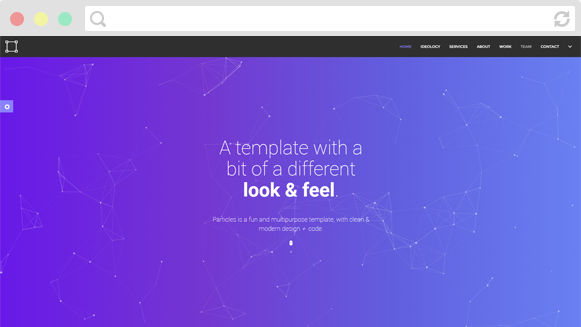 HOME IDEOLOGY SERVICES ABOUT WORK TEAM CONTACT
A template with a
bit of a different
look & feel.
Particles is a fun and multipurpose template, with clean &
modern design + code